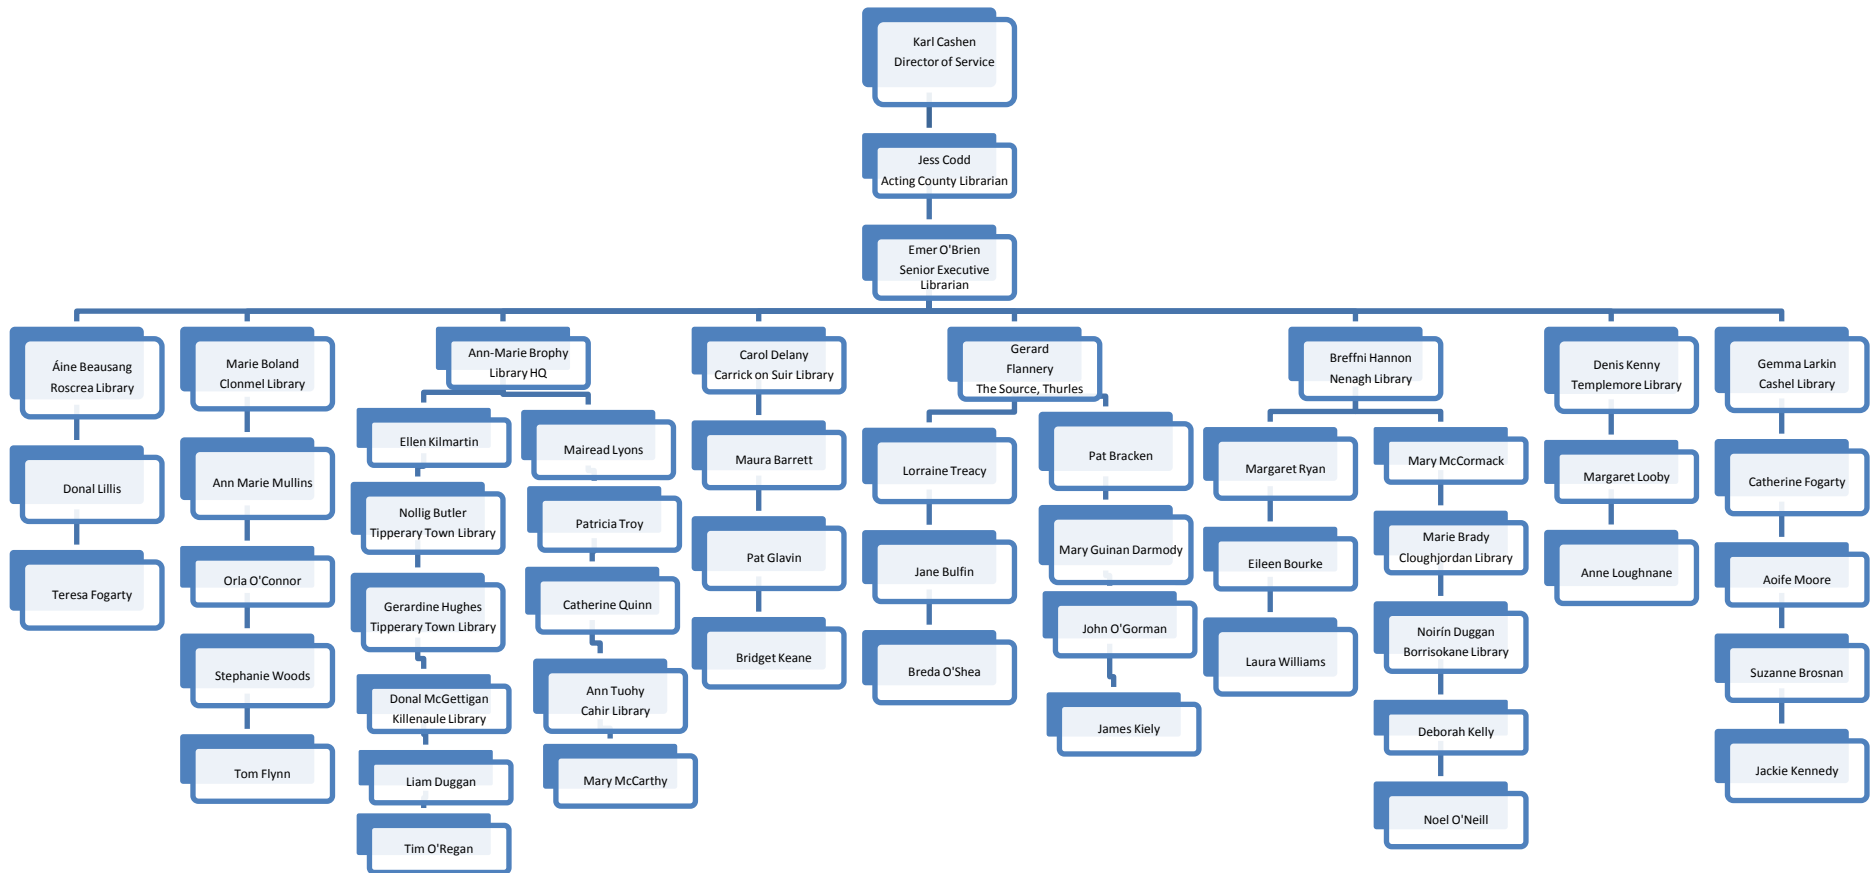 Karl Cashen
Director of Service
Jess Codd
Acting County Librarian
Emer O'Brien
Senior Executive
Librarian
Áine Beausang
Roscrea Library
Donal Lillis
Teresa Fogarty
Marie Boland
Clonmel Library
Ann Marie Mullins
Orla O'Connor
Stephanie Woods
Tom Flynn
Ann-Marie Brophy
Library HQ
Ellen Kilmartin
Nollig Butler
Tipperary Town Library
Gerardine Hughes
Tipperary Town Library
Donal McGettigan
Killenaule Library
Liam Duggan
Tim O'Regan
Mairead Lyons
Patricia Troy
Catherine Quinn
Ann Tuohy
Cahir Library
Mary McCarthy
Carol Delany
Carrick on Suir Library
Maura Barrett
Pat Glavin
Bridget Keane
Gerard
Flannery
The Source, Thurles
Lorraine Treacy
Jane Bulfin
Breda O'Shea
Pat Bracken
Mary Guinan Darmody
John O'Gorman
James Kiely
Breffni Hannon
Nenagh Library
Margaret Ryan
Eileen Bourke
Laura Williams
Mary McCormack
Marie Brady
Cloughjordan Library
Noirín Duggan
Borrisokane Library
Deborah Kelly
Noel O'Neill
Denis Kenny
Templemore Library
Margaret Looby
Anne Loughnane
Gemma Larkin
Cashel Library
Catherine Fogarty
Aoife Moore
Suzanne Brosnan
Jackie Kennedy